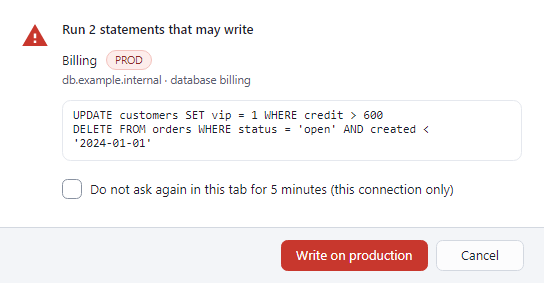 Run 2 statements that may write
Billing PROD
db.example.internal · database billing
UPDATE customers SET vip = 1 WHERE credit > 600
DELETE FROM orders WHERE status = 'open' AND created <
'2024-01-01'
Do not ask again in this tab for 5 minutes (this connection only)
Write on production Cancel